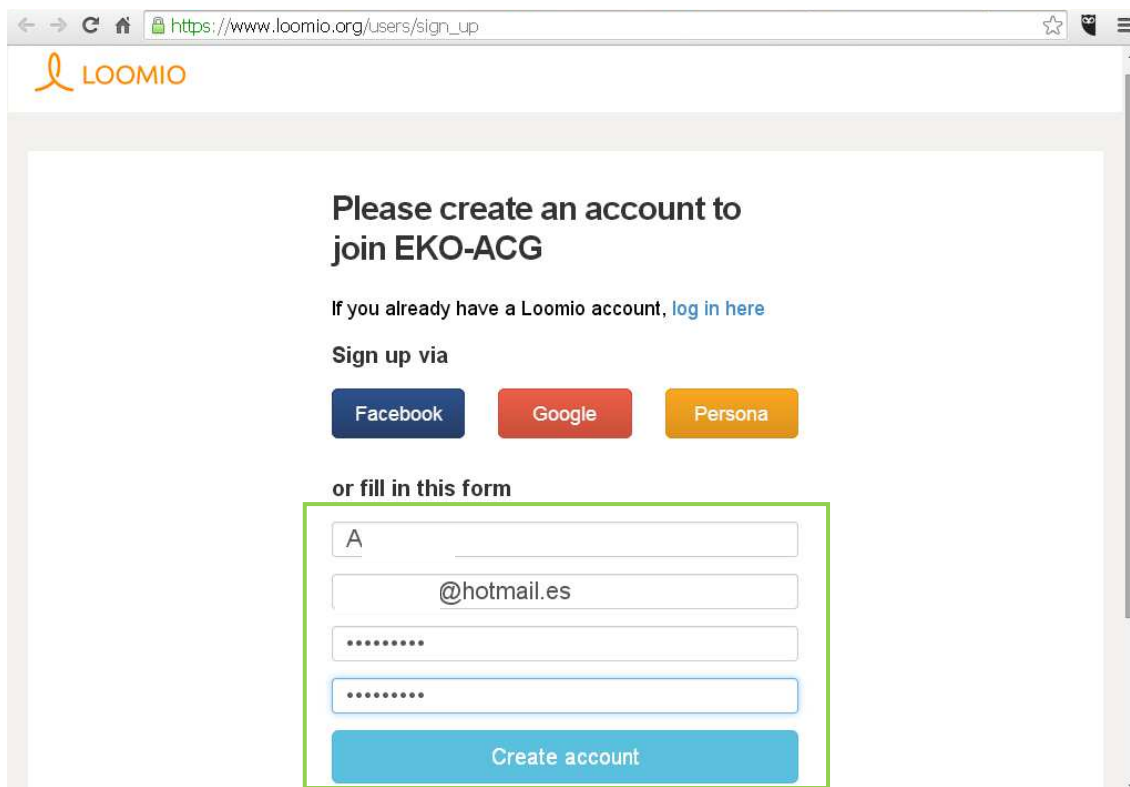 https://www.loomio.org/users/sign_up
LOOMIO
Please create an account to
join EKO-ACG
If you already have a Loomio account, log in here
Sign up via
Facebook Google Persona
or fill in this form
A
@hotmail.es
•••••••••
•••••••••
Create account